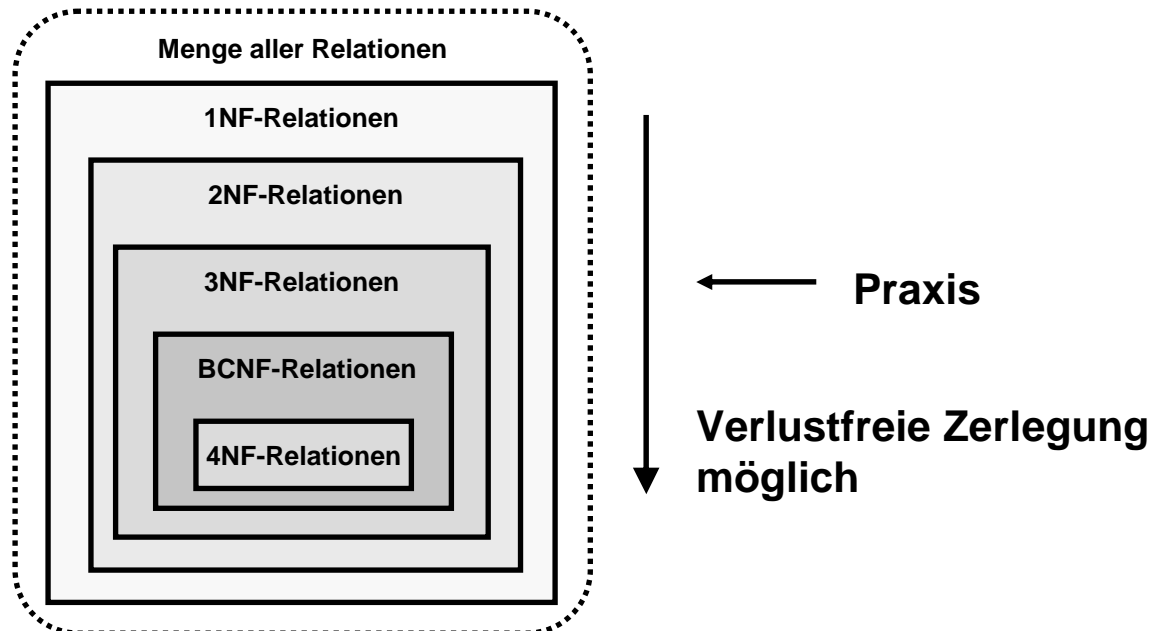 Menge aller Relationen
1NF-Relationen
2NF-Relationen
3NF-Relationen
BCNF-Relationen
4NF-Relationen
Praxis
Verlustfreie Zerlegung
möglich